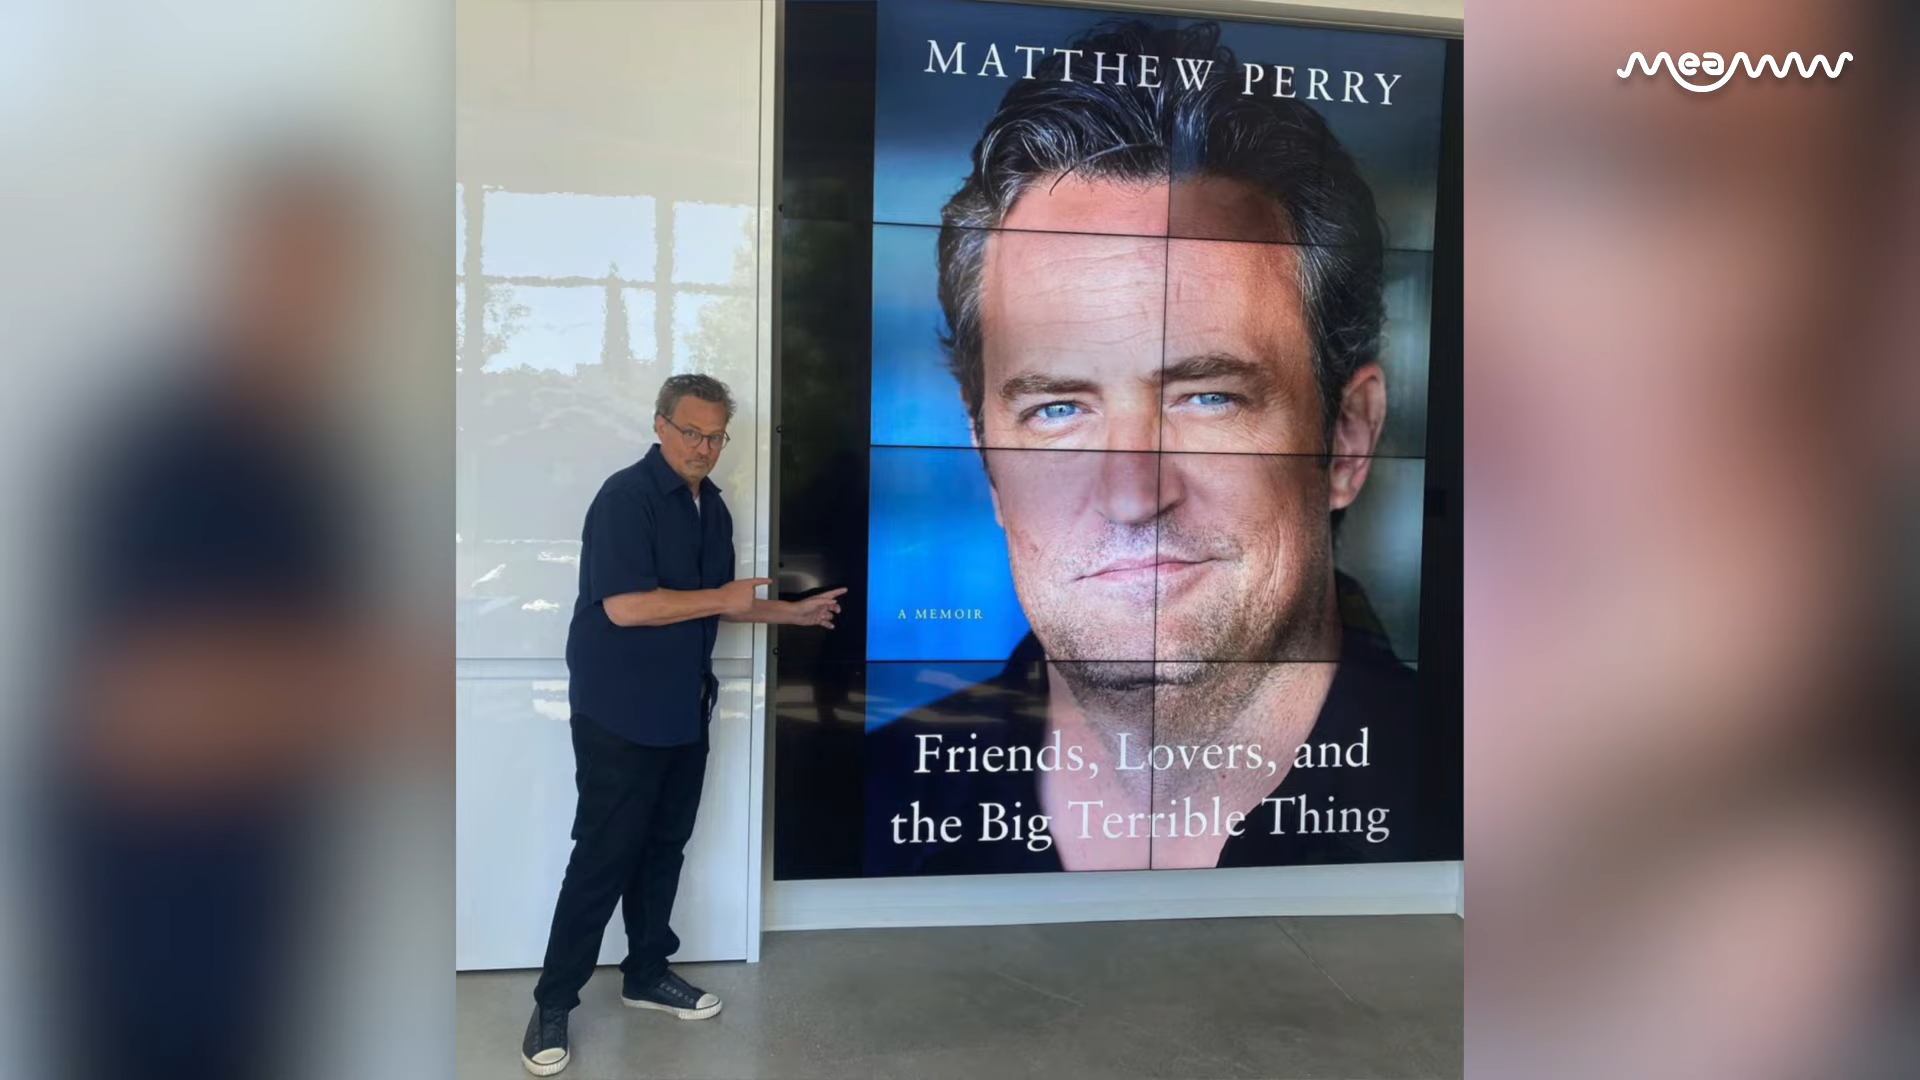 MEAWW
MATTHEW PERRY
A MEMOIR
Friends, Lovers, and
the Big Terrible Thing